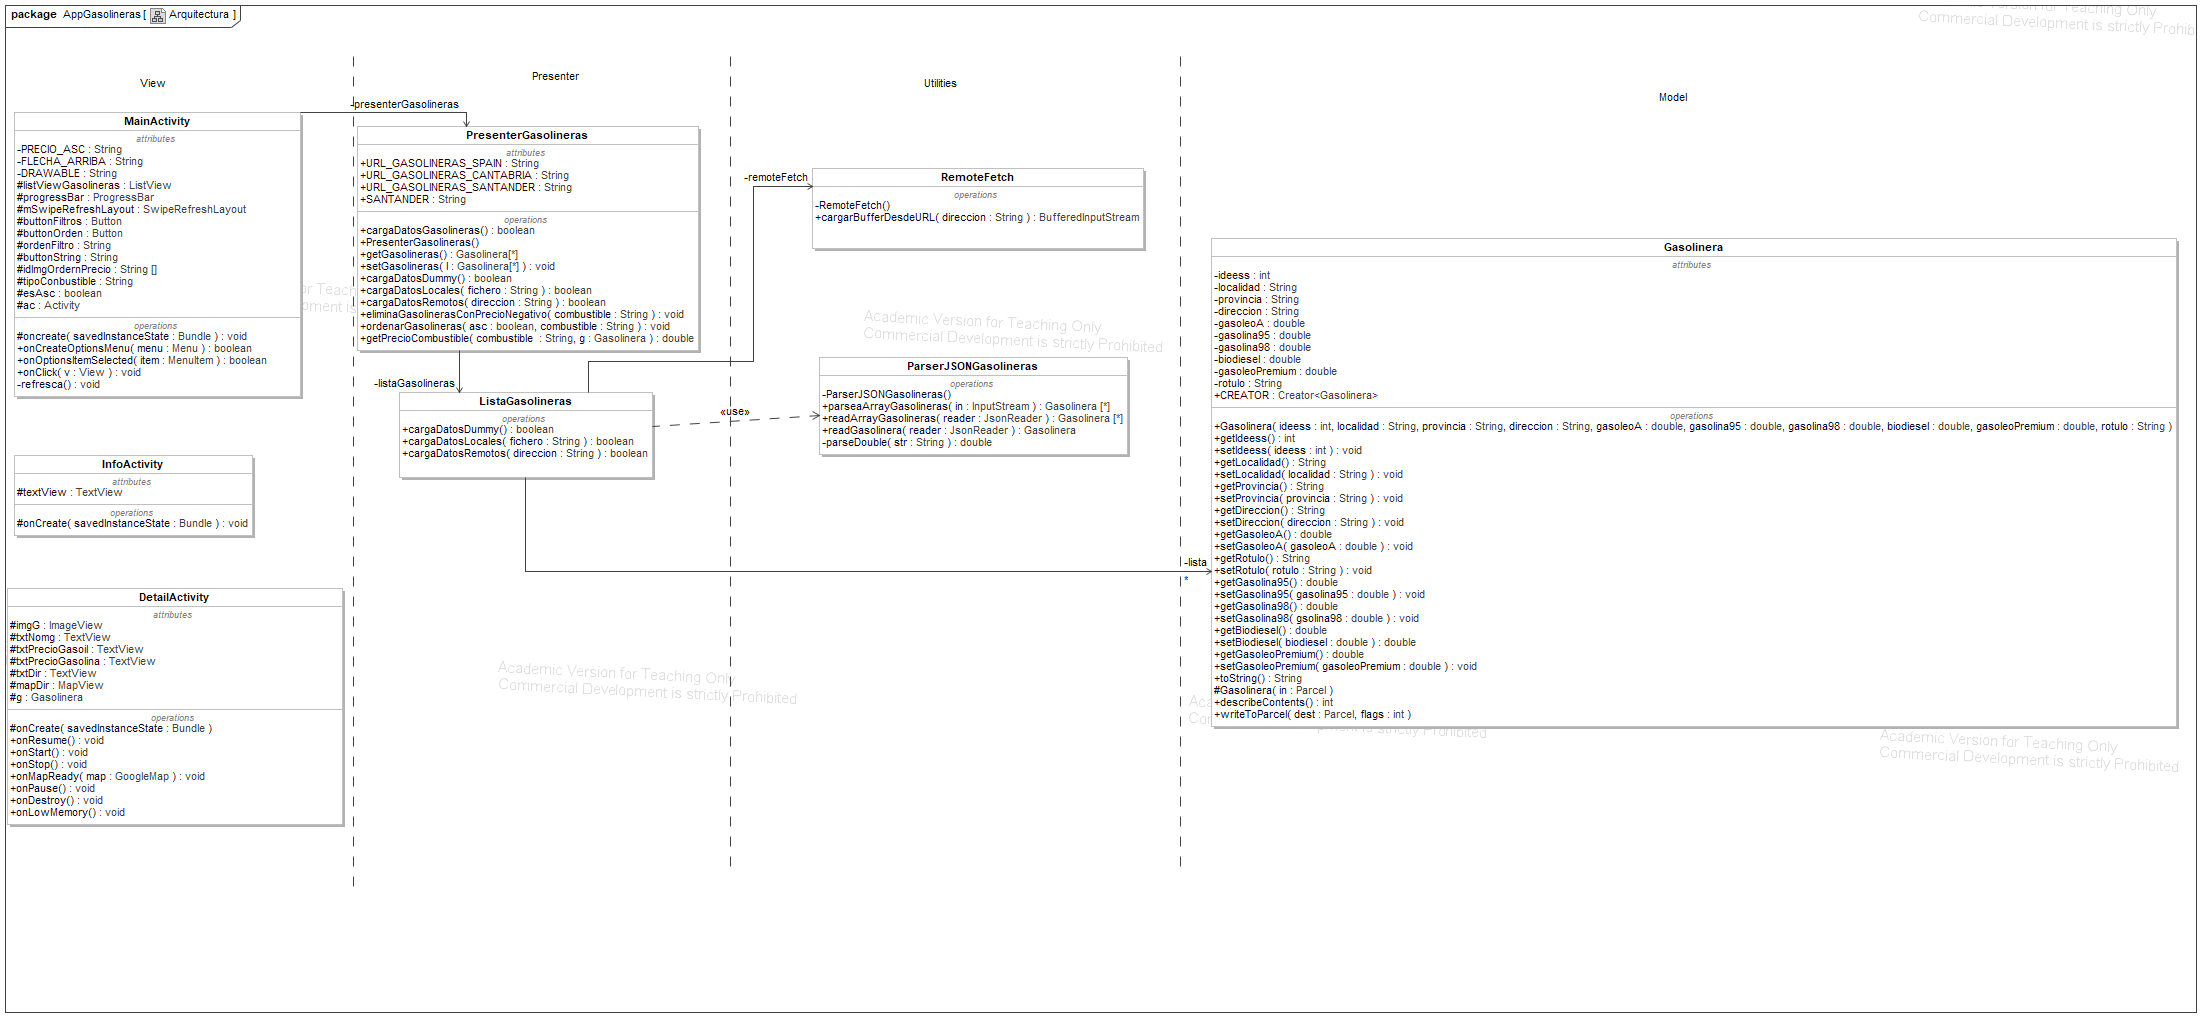 package AppGasolineras [ Arquitectura ]
Version for Teaching Only
Commercial Development is strictly Prohib
View
Presenter
Utilities
Model
-presenterGasolineras
MainActivity
attributes
-PRECIO_ASC : String
-FLECHA_ARRIBA : String
-DRAWABLE : String
#listViewGasolineras : ListView
#progressBar : ProgressBar
#mSwipeRefreshLayout : SwipeRefreshLayout
#buttonFiltros : Button
#buttonOrden : Button
#ordenFiltro : String
#buttonString : String
#idImgOrdernPrecio : String []
#tipoConbustible : String
#esAsc : boolean
#ac : Activity
operations
#oncreate( savedInstanceState : Bundle ) : void
+onCreateOptionsMenu( menu : Menu ) : boolean
+onOptionsItemSelected( item : MenuItem ) : boolean
+onClick( v : View ) : void
-refresca() : void
InfoActivity
attributes
#textView : TextView
operations
#onCreate( savedInstanceState : Bundle ) : void
DetailActivity
attributes
#imgG : ImageView
#txtNomg : TextView
#txtPrecioGasoil : TextView
#txtPrecioGasolina : TextView
#txtDir : TextView
#mapDir : MapView
#g : Gasolinera
operations
#onCreate( savedInstanceState : Bundle )
+onResume() : void
+onStart() : void
+onStop() : void
+onMapReady( map : GoogleMap ) : void
+onPause() : void
+onDestroy() : void
+onLowMemory() : void
PresenterGasolineras
attributes
+URL_GASOLINERAS_SPAIN : String
+URL_GASOLINERAS_CANTABRIA : String
+URL_GASOLINERAS_SANTANDER : String
+SANTANDER : String
operations
+cargaDatosGasolineras() : boolean
+PresenterGasolineras()
+getGasolineras() : Gasolinera[*]
+setGasolineras( l : Gasolinera[*] ) : void
+cargaDatosDummy() : boolean
+cargaDatosLocales( fichero : String ) : boolean
+cargaDatosRemotos( direccion : String ) : boolean
+eliminaGasolinerasConPrecioNegativo( combustible : String ) : void
+ordenarGasolineras( asc : boolean, combustible : String ) : void
+getPrecioCombustible( combustible : String, g : Gasolinera ) : double
-listaGasolineras
ListaGasolineras
operations
+cargaDatosDummy() : boolean
+cargaDatosLocales( fichero : String ) : boolean
+cargaDatosRemotos( direccion : String ) : boolean
«use»
-remoteFetch
RemoteFetch
operations
-RemoteFetch()
+cargarBufferDesdeURL( direccion : String ) : BufferedInputStream
Academic Version for Teaching Only
Commercial Development is strictly Prohibited
ParserJSONGasolineras
operations
-ParserJSONGasolineras()
+parseaArrayGasolineras( in : InputStream ) : Gasolinera [*]
+readArrayGasolineras( reader : JsonReader ) : Gasolinera [*]
+readGasolinera( reader : JsonReader ) : Gasolinera
-parseDouble( str : String ) : double
Academic Version for Teaching Only
Commercial Development is strictly Prohibited
-lista
*
Gasolinera
attributes
-ideess : int
-localidad : String
-provincia : String
-direccion : String
-gasoleoA : double
-gasolina95 : double
-gasolina98 : double
-biodiesel : double
-gasoleoPremium : double
-rotulo : String
+CREATOR : Creator<Gasolinera>
operations
+Gasolinera( ideess : int, localidad : String, provincia : String, direccion : String, gasoleoA : double, gasolina95 : double, gasolina98 : double, biodiesel : double, gasoleoPremium : double, rotulo : String )
+getIdeess() : int
+setIdeess( ideess : int ) : void
+getLocalidad() : String
+setLocalidad( localidad : String ) : void
+getProvincia() : String
+setProvincia( provincia : String ) : void
+getDireccion() : String
+setDireccion( direccion : String ) : void
+getGasoleoA() : double
+setGasoleoA( gasoleoA : double ) : void
+getRotulo() : String
+setRotulo( rotulo : String ) : void
+getGasolina95() : double
+setGasolina95( gasolina95 : double ) : void
+getGasolina98() : double
+setGasolina98( gsolina98 : double ) : void
+getBiodiesel() : double
+setBiodiesel( biodiesel : double ) : double
+getGasoleoPremium() : double
+setGasoleoPremium( gasoleoPremium : double ) : void
+toString() : String
#Gasolinera( in : Parcel )
+describeContents() : int
+writeToParcel( dest : Parcel, flags : int )
is strictly Prohibited
Academic Version for Teaching Only
Commercial Development is strictly Prohibited